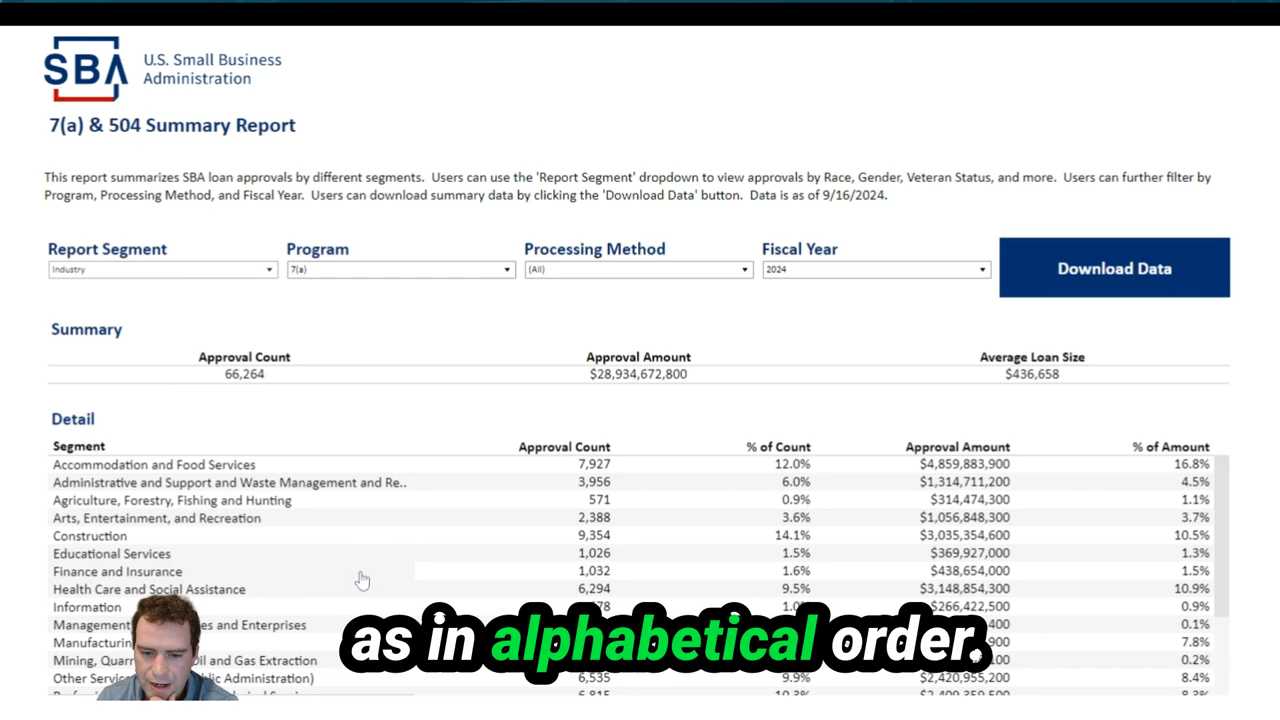 SBA U.S. Small Business
Administration
7(a) & 504 Summary Report
This report summarizes SBA loan approvals by different segments. Users can use the 'Report Segment' dropdown to view approvals by Race, Gender, Veteran Status, and more. Users can further filter by
Program, Processing Method, and Fiscal Year. Users can download summary data by clicking the 'Download Data' button. Data is as of 9/16/2024.
Report Segment Program Processing Method Fiscal Year
Industry 7(a) (All) 2024 Download Data
Summary
Approval Count Approval Amount Average Loan Size
66,264 $28,934,672,800 $436,658
Detail
Segment Approval Count % of Count Approval Amount % of Amount
Accommodation and Food Services 7,927 12.0% $4,859,883,900 16.8%
Administrative and Support and Waste Management and Re.. 3,956 6.0% $1,314,711,200 4.5%
Agriculture, Forestry, Fishing and Hunting 571 0.9% $314,474,300 1.1%
Arts, Entertainment, and Recreation 2,388 3.6% $1,056,848,300 3.7%
Construction 9,354 14.1% $3,035,354,600 10.5%
Educational Services 1,026 1.5% $369,927,000 1.3%
Finance and Insurance 1,032 1.6% $438,654,000 1.5%
Health Care and Social Assistance 6,294 9.5% $3,148,854,300 10.9%
Information $266,422,500 0.9%
Management and Enterprises 0.1%
Manufacturin 7.8%
Mining, Quarr Oil and Gas Extraction 0.2%
Other Services 6,535 9.9% $2,420,955,200 8.4%
as in alphabetical order.